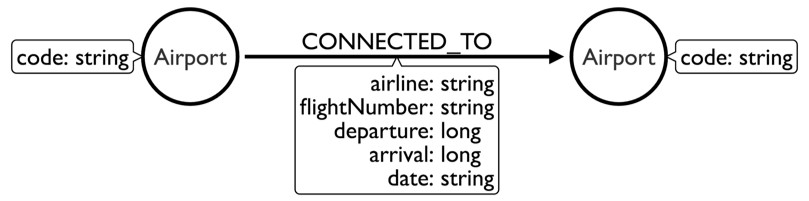 CONNECTED_TO
code: string
Airport
Airport
code: string
airline: string
flightNumber: string
departure: long
arrival: long
date: string